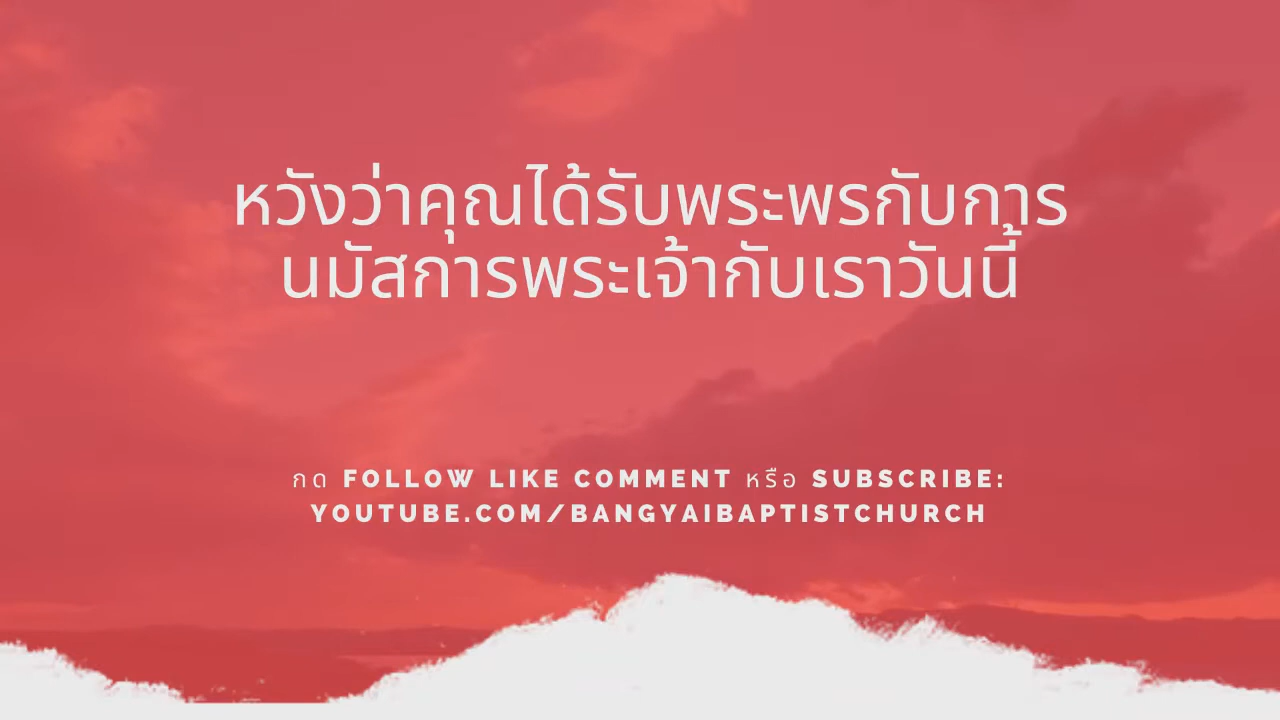 หวังว่าคุณได้รับพระพรกับการ
นมัสการพระเจ้ากับเราวันนี้
กด FOLLOW LIKE COMMENT หรือ SUBSCRIBE:
YOUTUBE.COM/BANGYAIBAPTISTCHURCH